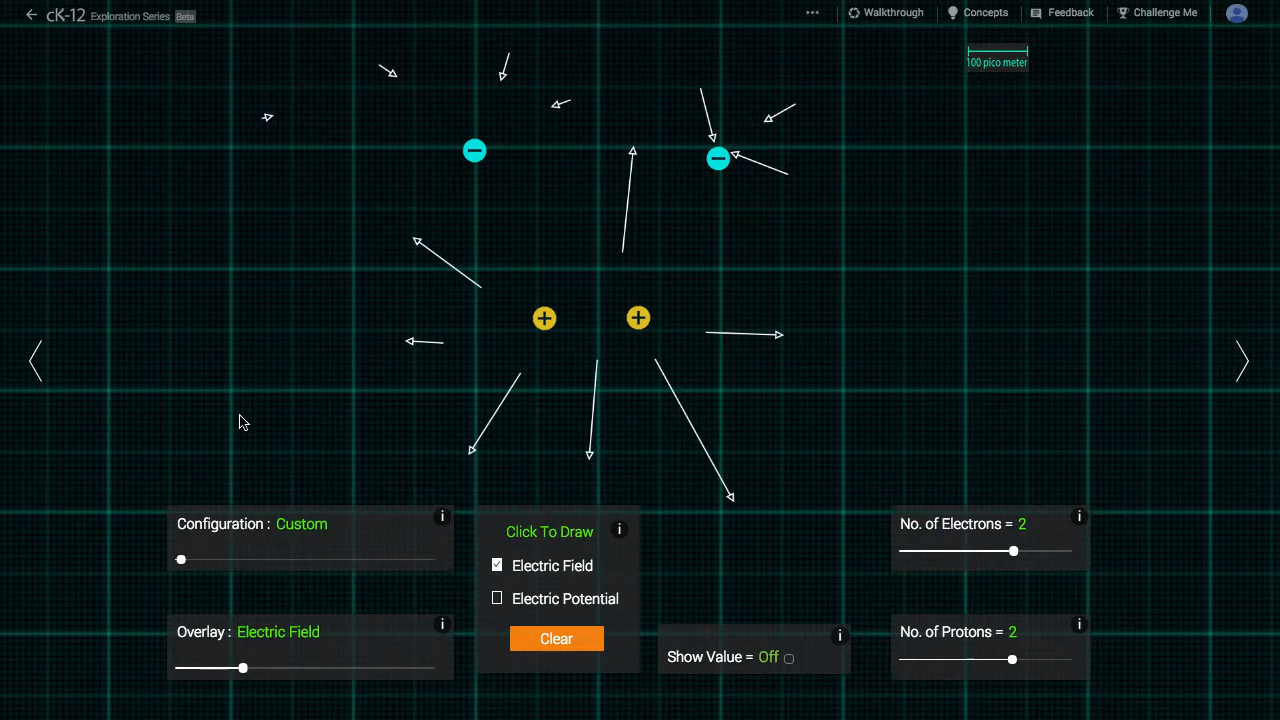 cK-12 Exploration Series Beta
••• Walkthrough Concepts Feedback Challenge Me
100 pico meter
Configuration : Custom
Overlay : Electric Field
Click To Draw
Electric Field
Electric Potential
Clear
Show Value = Off
No. of Electrons = 2
No. of Protons = 2